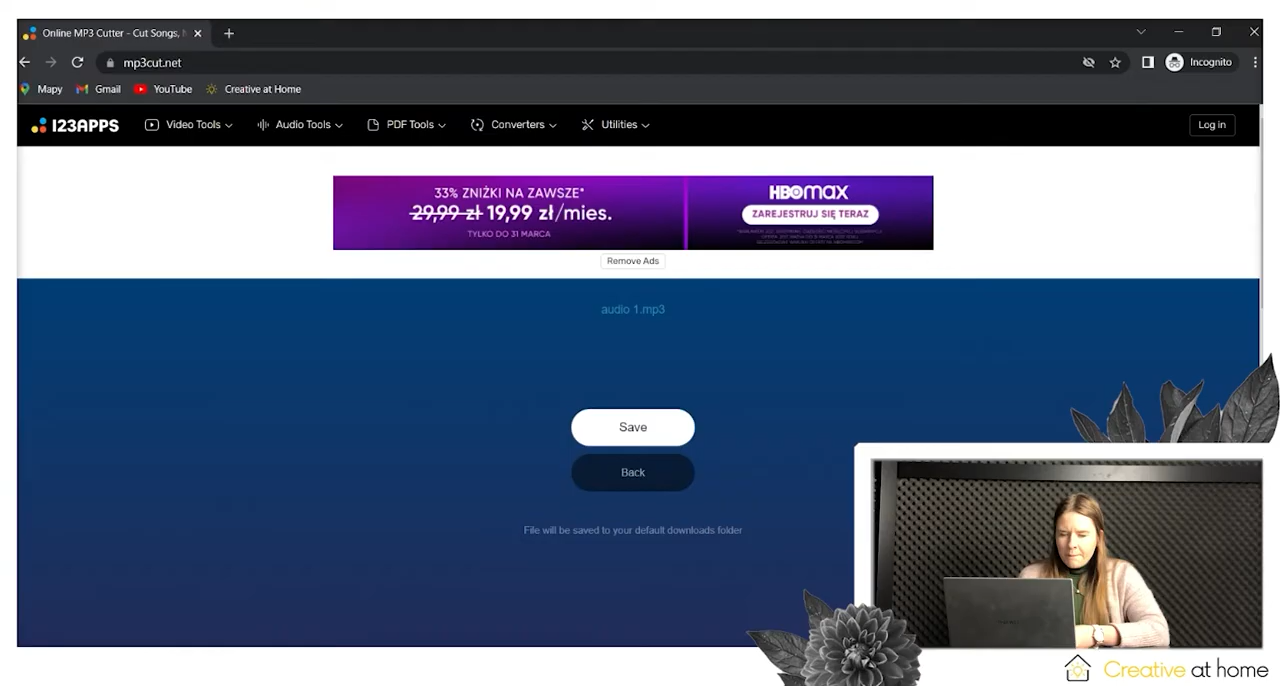 Online MP3 Cutter - Cut Songs,
mp3cut.net
Incognito
Mapy
Gmail
YouTube
Creative at Home
123APPS
Video Tools
Audio Tools
PDF Tools
Converters
Utilities
Log in
33% ZNIŻKI NA ZAWSZE*
29,99 zł 19,99 zł/mies.
TYLKO DO 31 MARCA
HBOmax
ZAREJESTRUJ SIĘ TERAZ
Remove Ads
audio 1.mp3
Save
Back
File will be saved to your default downloads folder
Creative at home